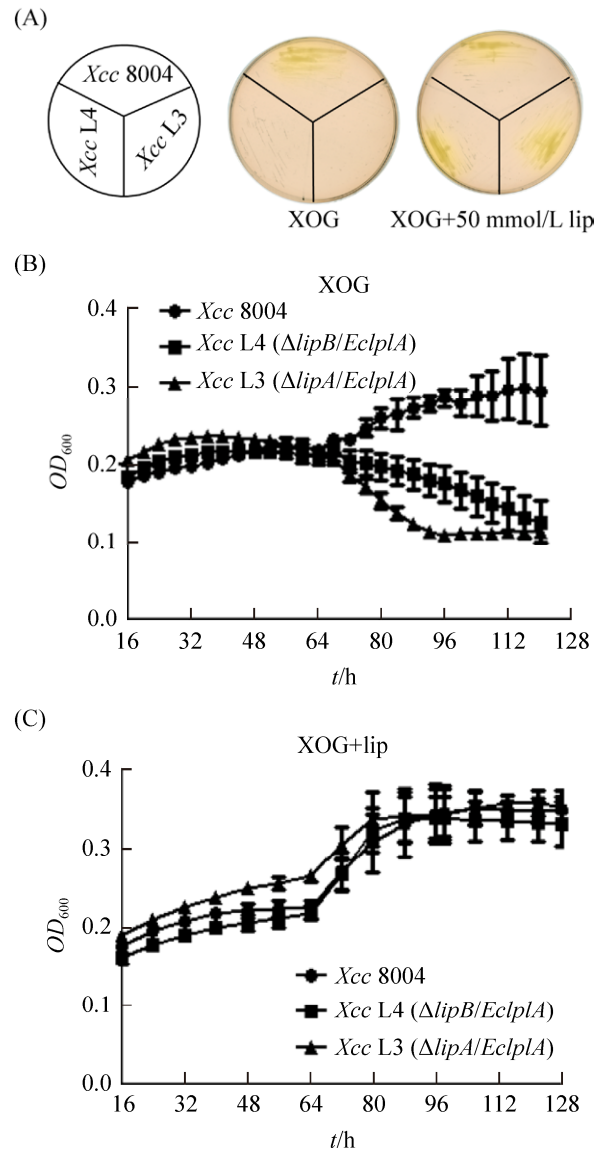 (A)
Xcc 8004
Xcc L4
Xcc L3
XOG
XOG+50 mmol/L lip
(B)
XOG
Xcc 8004
Xcc L4 (ΔlipB/EclplA)
Xcc L3 (ΔlipA/EclplA)
OD600
0.4
0.3
0.2
0.1
0.0
16 32 48 64 80 96 112 128
t/h
(C)
XOG+lip
0.4
0.3
0.2
0.1
0.0
OD600
Xcc 8004
Xcc L4 (ΔlipB/EclplA)
Xcc L3 (ΔlipA/EclplA)
16 32 48 64 80 96 112 128
t/h